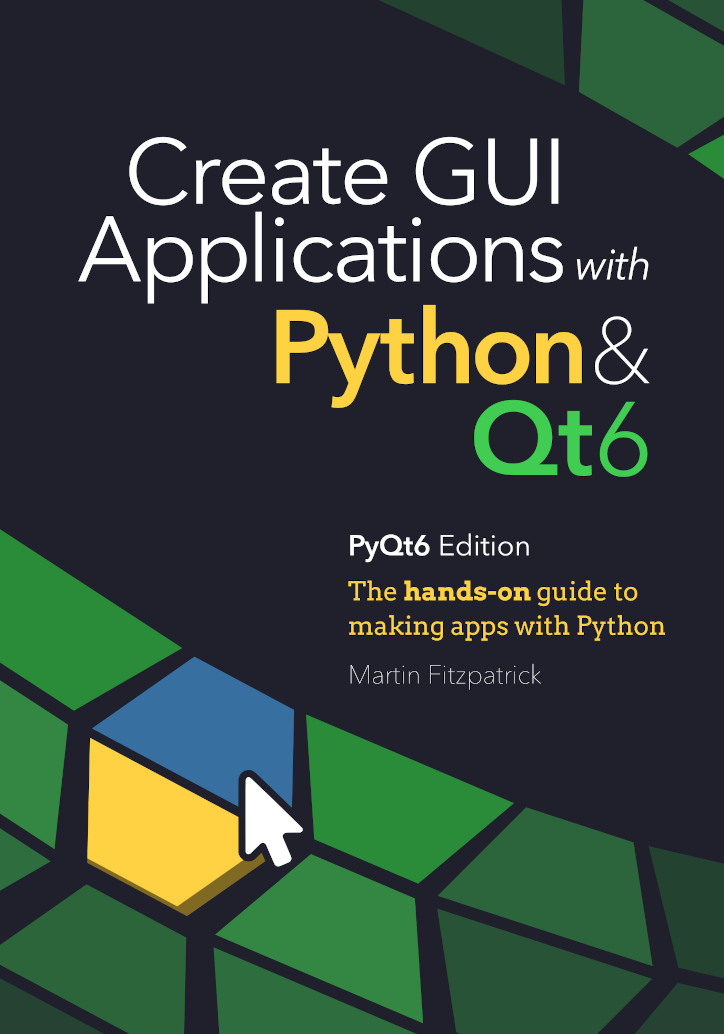 Create GUI
Applications with
Python &
Qt6
PyQt6 Edition
The hands-on guide to
making apps with Python
Martin Fitzpatrick